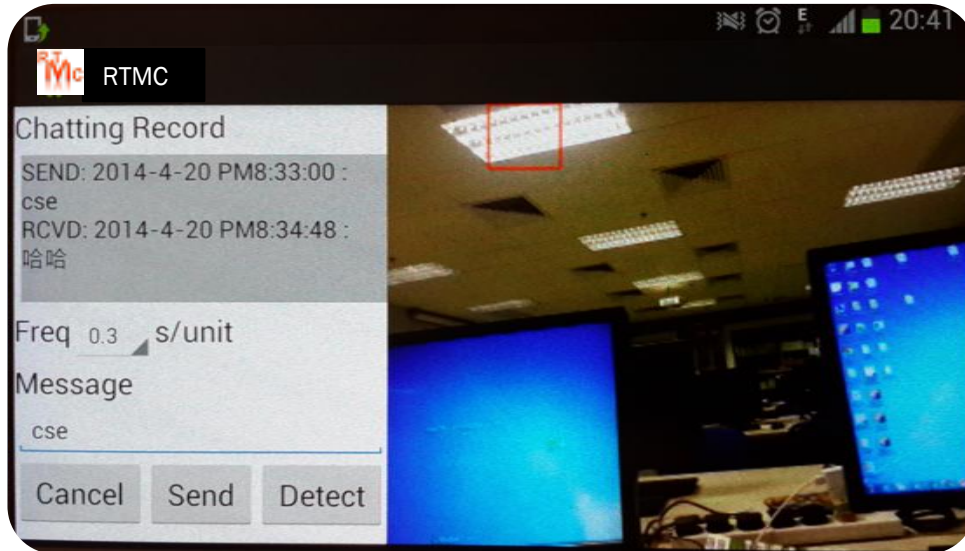 E
20:41
RTMc
RTMC
Chatting Record
SEND: 2014-4-20 PM8:33:00 :
cse
RCVD: 2014-4-20 PM8:34:48 :
哈哈
Freq 0.3 s/unit
Message
cse
Cancel Send Detect